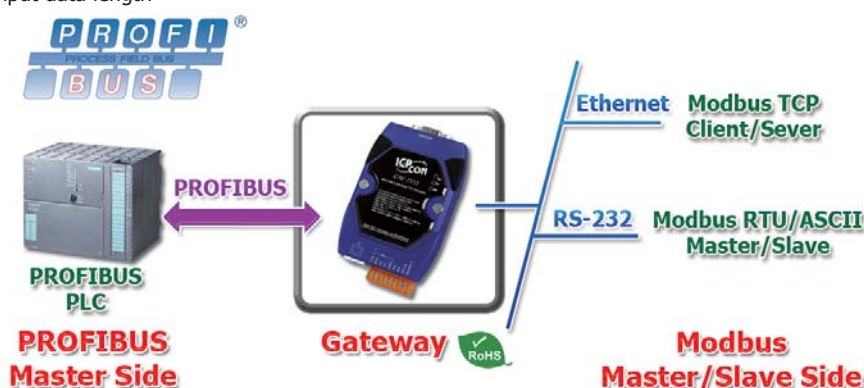 PROFI
®
PROCESS FIELD BUS
BUS
Ethernet
Modbus TCP
Client/Sever
ICP
CON
PROFIBUS
RS-232
Modbus RTU/ASCII
Master/Slave
PROFIBUS
PLC
PROFIBUS
Master Side
Gateway
RoHS
Modbus
Master/Slave Side